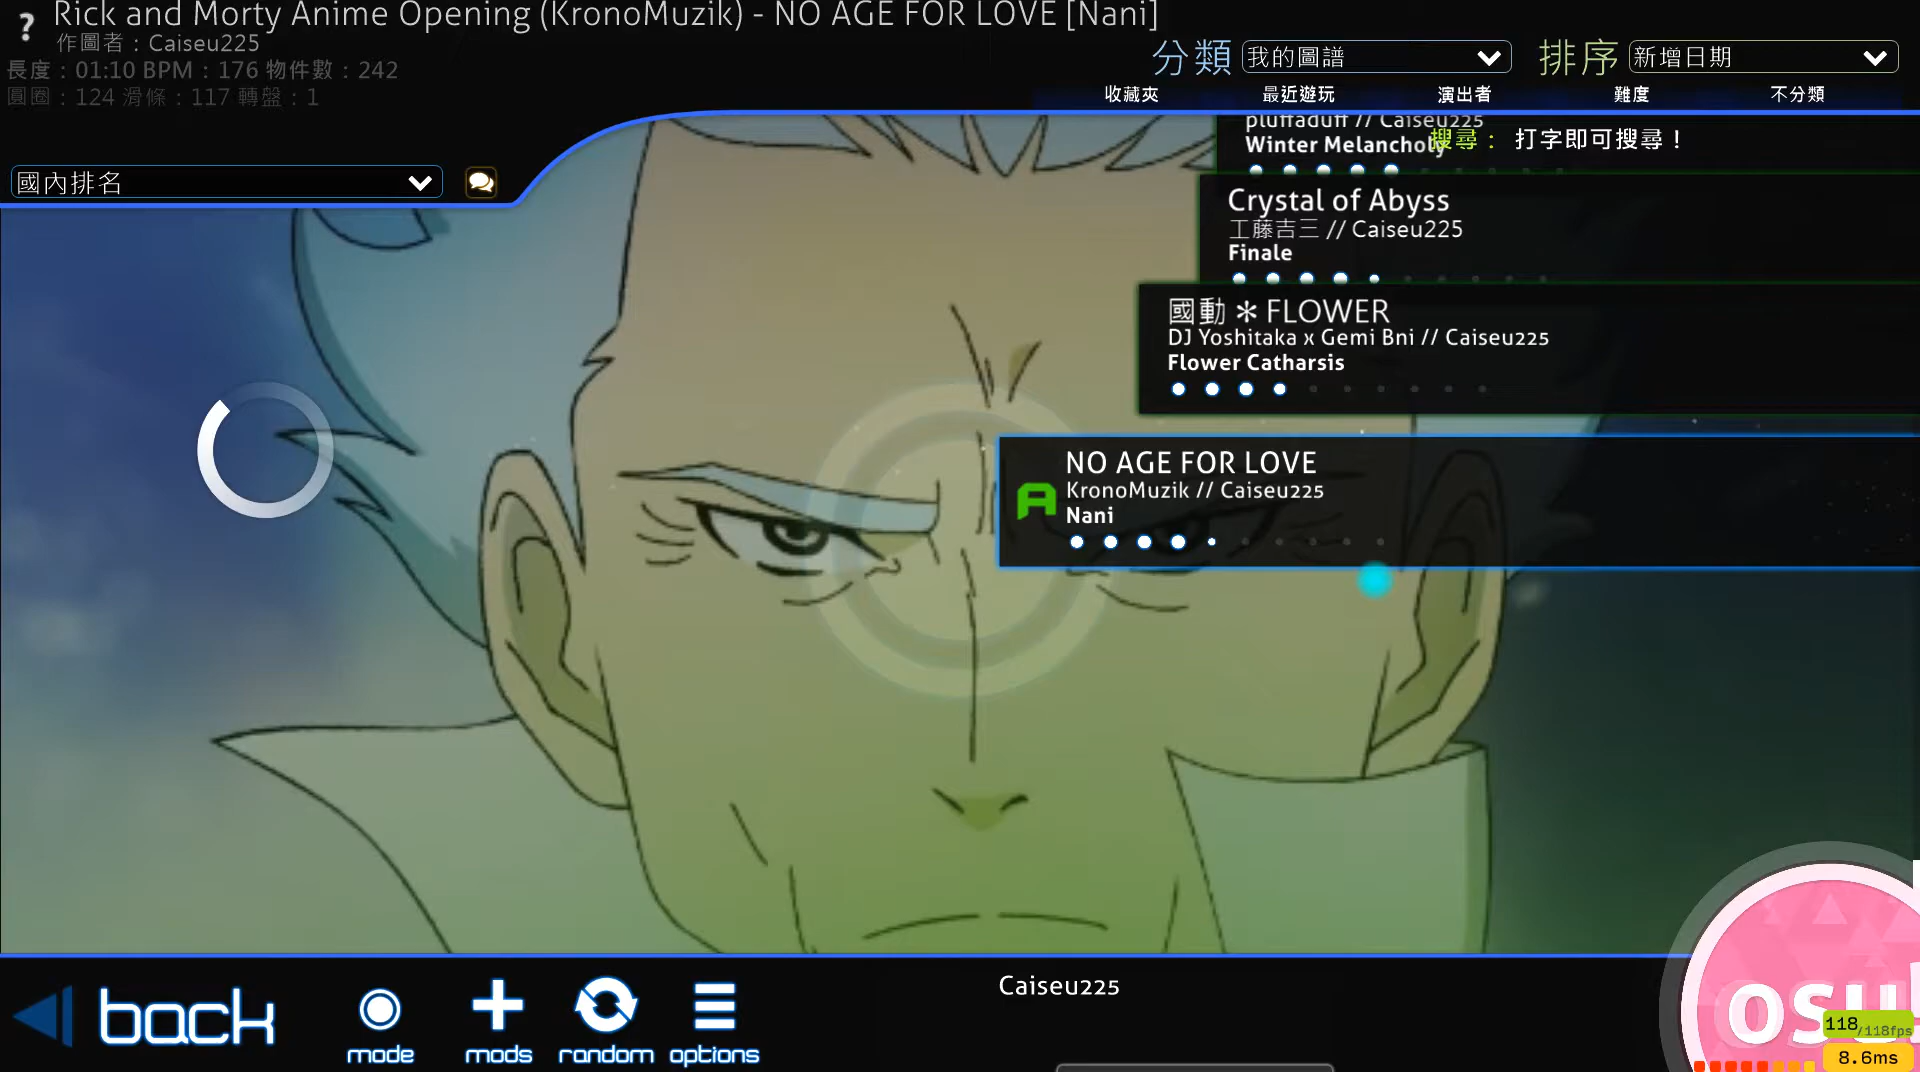 Rick and Morty Anime Opening (KronoMuzik) - NO AGE FOR LOVE [Nani]
作圖者：Caiseu225
長度：01:10 BPM：176 物件數：242
圓圈：124 滑條：117 轉盤：1
分類 我的圖譜 排序 新增日期
收藏夾 最近遊玩 演出者 難度 不分類
搜尋： 打字即可搜尋！
國內排名
pluffaduff // Caiseu225
Winter Melancholy
Crystal of Abyss
工藤吉三 // Caiseu225
Finale
國動＊FLOWER
DJ Yoshitaka x Gemi Bni // Caiseu225
Flower Catharsis
NO AGE FOR LOVE
A KronoMuzik // Caiseu225
Nani
back
mode
mods
random
options
Caiseu225
osu!
118/118fps
8.6ms